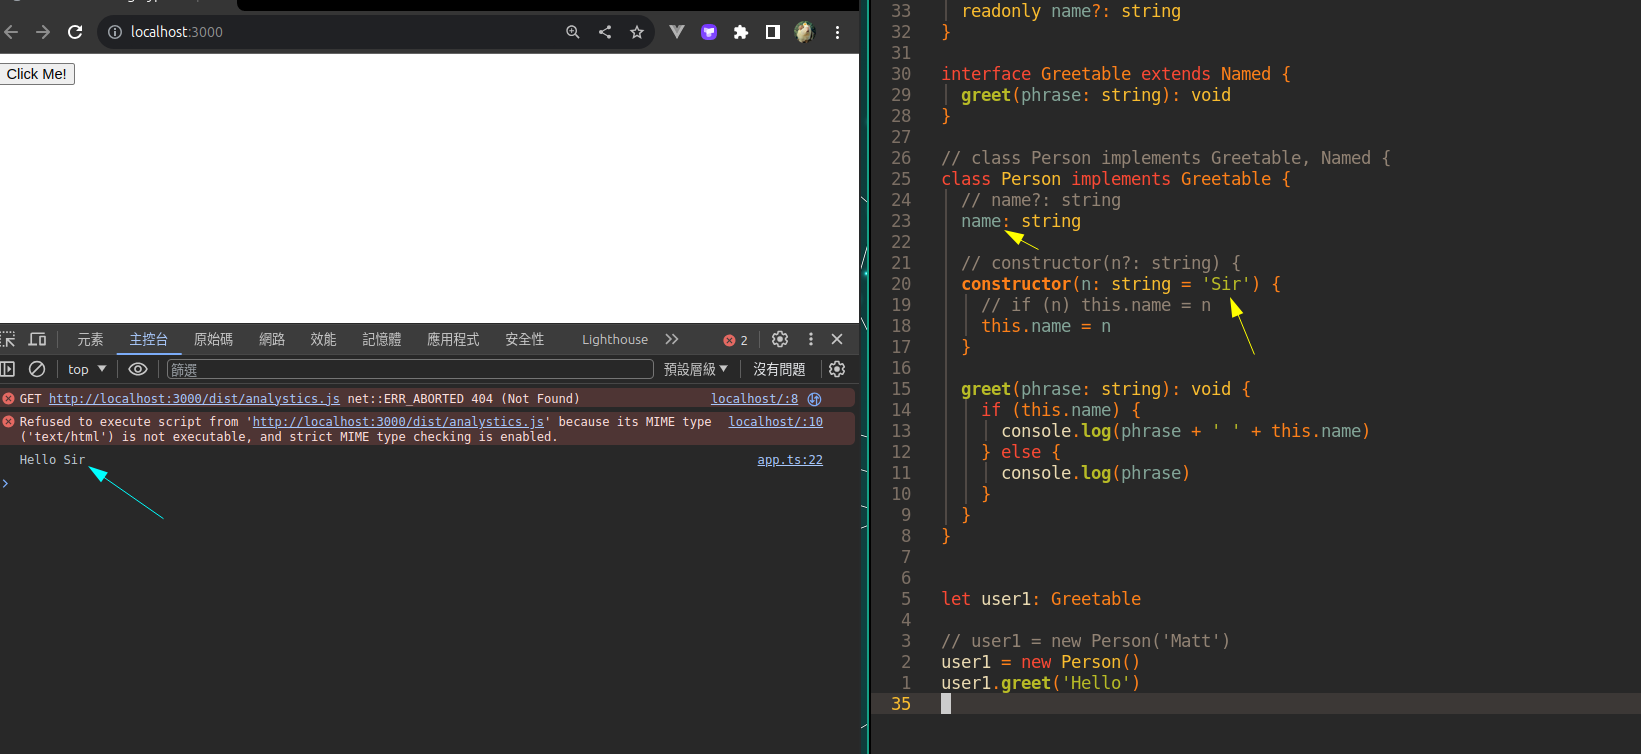 localhost:3000
Click Me!
元素 主控台 原始碼 網路 效能 記憶體 應用程式 安全性 Lighthouse 2
top 篩選 預設層級 沒有問題
GET http://localhost:3000/dist/analystics.js net::ERR_ABORTED 404 (Not Found) localhost/:8
Refused to execute script from 'http://localhost:3000/dist/analystics.js' because its MIME type localhost/:10
('text/html') is not executable, and strict MIME type checking is enabled.
Hello Sir app.ts:22
33 readonly name?: string
32 }
31
30 interface Greetable extends Named {
29 greet(phrase: string): void
28 }
27
26 // class Person implements Greetable, Named {
25 class Person implements Greetable {
24 // name?: string
23 name: string
22
21 // constructor(n?: string) {
20 constructor(n: string = 'Sir') {
19 // if (n) this.name = n
18 this.name = n
17 }
16
15 greet(phrase: string): void {
14 if (this.name) {
13 console.log(phrase + ' ' + this.name)
12 } else {
11 console.log(phrase)
10 }
9 }
8 }
7
6
5 let user1: Greetable
4
3 // user1 = new Person('Matt')
2 user1 = new Person()
1 user1.greet('Hello')
35